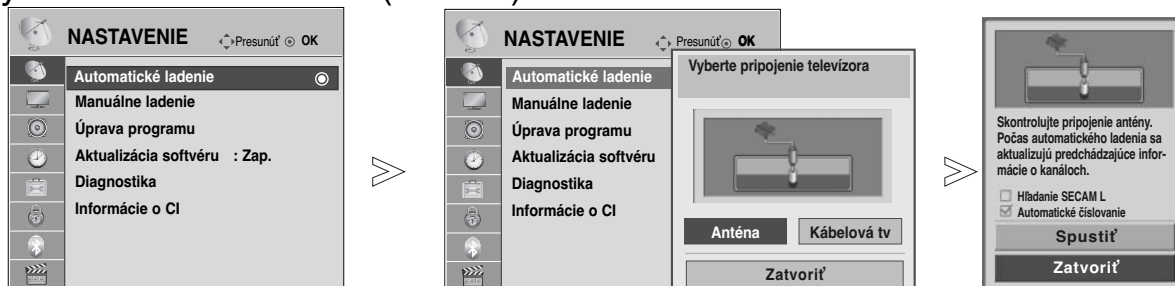 NASTAVENIE Presunúť OK
Automatické ladenie
Manuálne ladenie
Úprava programu
Aktualizácia softvéru : Zap.
Diagnostika
Informácie o CI
NASTAVENIE Presunúť OK
Automatické ladenie
Manuálne ladenie
Úprava programu
Aktualizácia softvéru
Diagnostika
Informácie o CI
Vyberte pripojenie televízora
Anténa Kábelová tv
Zatvoriť
Skontrolujte pripojenie antény.
Počas automatického ladenia sa
aktualizujú predchádzajúce infor-
mácie o kanáloch.
Hľadanie SECAM L
Automatické číslovanie
Spustiť
Zatvoriť